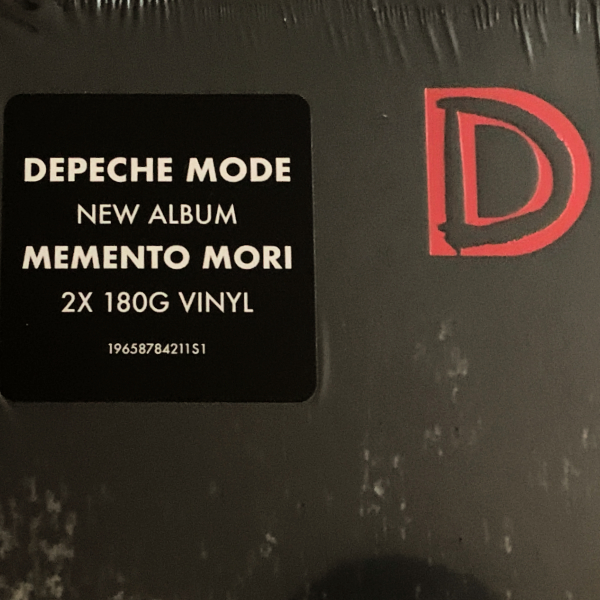 DEPECHE MODE
NEW ALBUM
MEMENTO MORI
2X 180G VINYL
19658784211S1
D